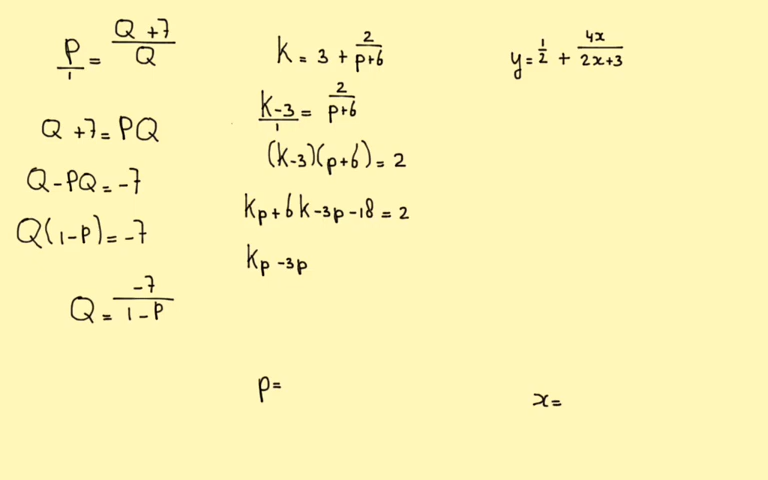 P/1 = (Q+7)/Q
Q+7=PQ
Q-PQ=-7
Q(1-P)=-7
Q = -7/(1-P)
K = 3 + 2/(p+6)
(K-3)/1 = 2/(p+6)
(K-3)(p+6)=2
Kp+6K-3p-18=2
Kp-3p
p=
y = 1/2 + 4x/(2x+3)
x=